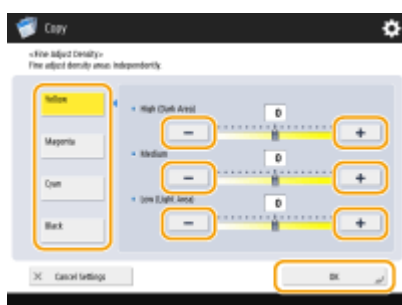 Copy
<Fine Adjust Density>
Fine adjust density areas independently.
Yellow
Magenta
Cyan
Black
High (Dark Area)
0
− +
Medium
0
− +
Low (Light Area)
0
− +
× Cancel Settings
OK